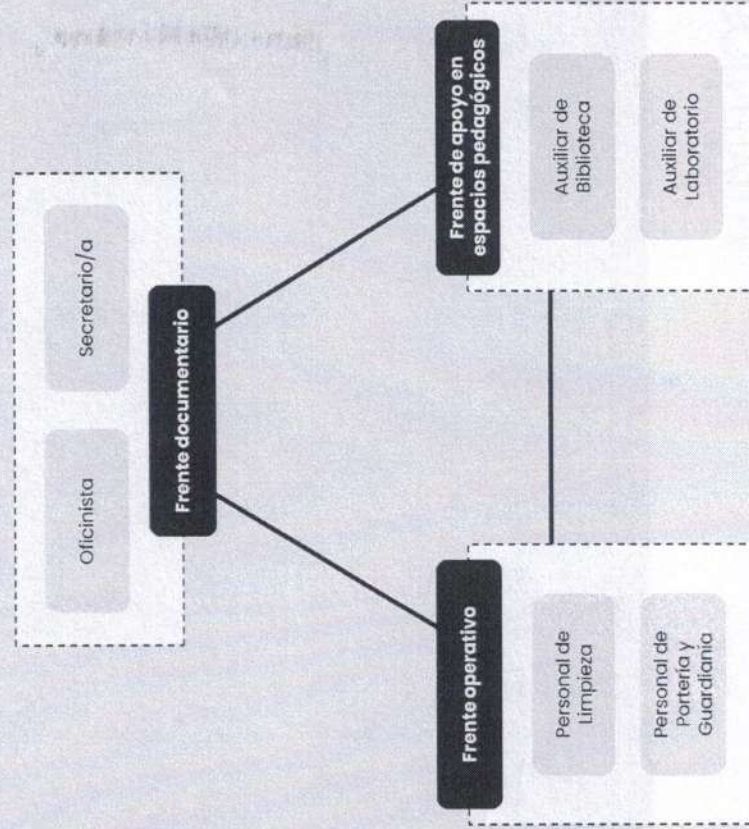 Oficinista
Secretario/a
Frente documentario
Frente operativo
Personal de
Limpieza
Personal de
Portería y
Guardianía
Frente de apoyo en
espacios pedagógicos
Auxiliar de
Biblioteca
Auxiliar de
Laboratorio